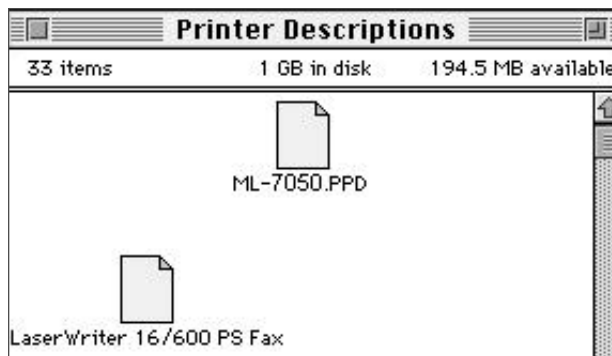 Printer Descriptions
33 items 1 GB in disk 194.5 MB available
ML-7050.PPD
LaserWriter 16/600 PS Fax